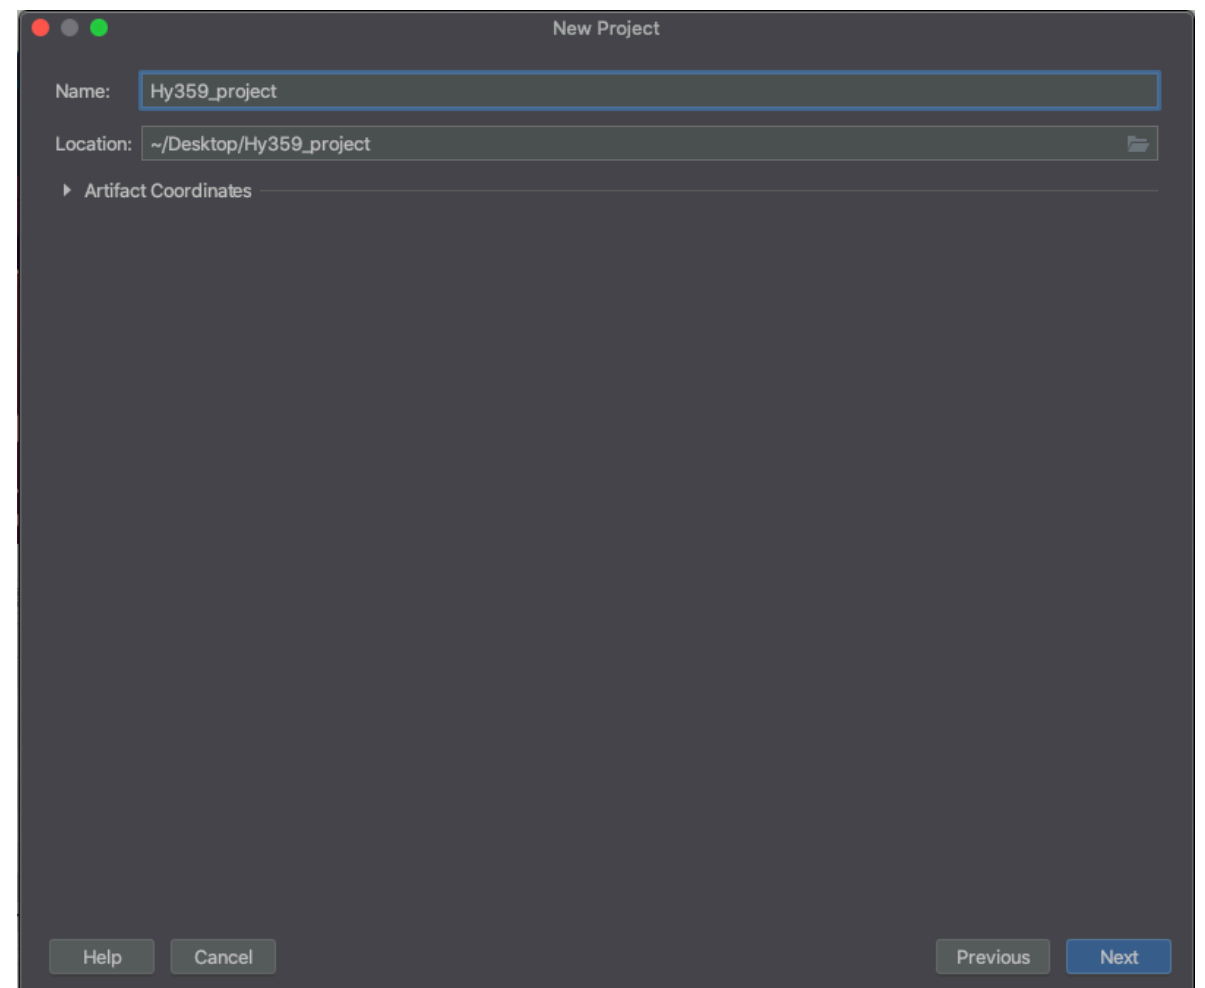 New Project
Name: Hy359_project
Location: ~/Desktop/Hy359_project
Artifact Coordinates
Help Cancel Previous Next